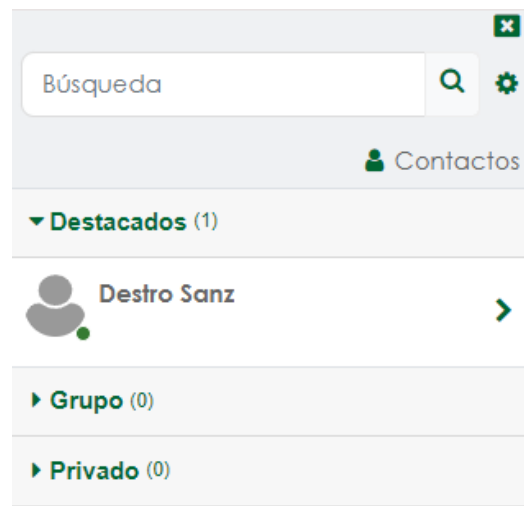 Búsqueda
Contactos
Destacados (1)
Destro Sanz
Grupo (0)
Privado (0)